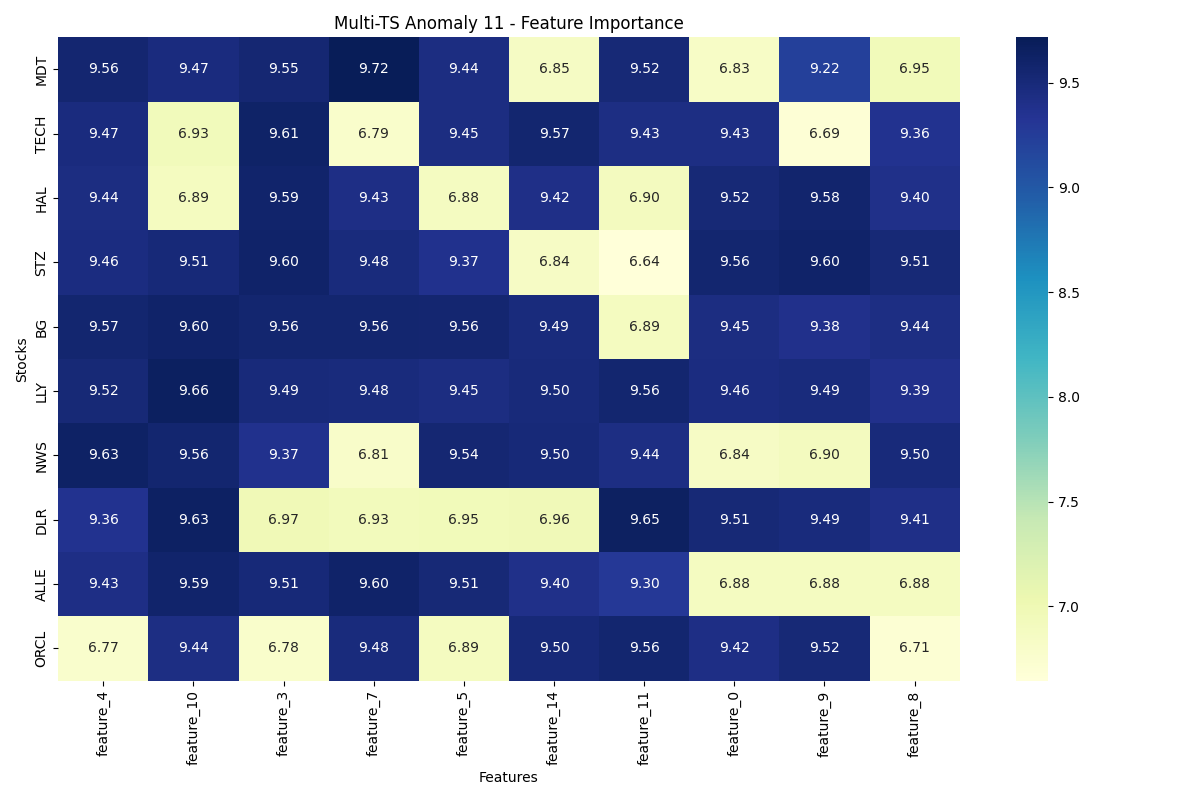 Multi-TS Anomaly 11 - Feature Importance
Stocks
MDT 9.56 9.47 9.55 9.72 9.44 6.85 9.52 6.83 9.22 6.95
TECH 9.47 6.93 9.61 6.79 9.45 9.57 9.43 9.43 6.69 9.36
HAL 9.44 6.89 9.59 9.43 6.88 9.42 6.90 9.52 9.58 9.40
STZ 9.46 9.51 9.60 9.48 9.37 6.84 6.64 9.56 9.60 9.51
BG 9.57 9.60 9.56 9.56 9.56 9.49 6.89 9.45 9.38 9.44
LLY 9.52 9.66 9.49 9.48 9.45 9.50 9.56 9.46 9.49 9.39
NWS 9.63 9.56 9.37 6.81 9.54 9.50 9.44 6.84 6.90 9.50
DLR 9.36 9.63 6.97 6.93 6.95 6.96 9.65 9.51 9.49 9.41
ALLE 9.43 9.59 9.51 9.60 9.51 9.40 9.30 6.88 6.88 6.88
ORCL 6.77 9.44 6.78 9.48 6.89 9.50 9.56 9.42 9.52 6.71
feature_4 feature_10 feature_3 feature_7 feature_5 feature_14 feature_11 feature_0 feature_9 feature_8
Features
9.5
9.0
8.5
8.0
7.5
7.0